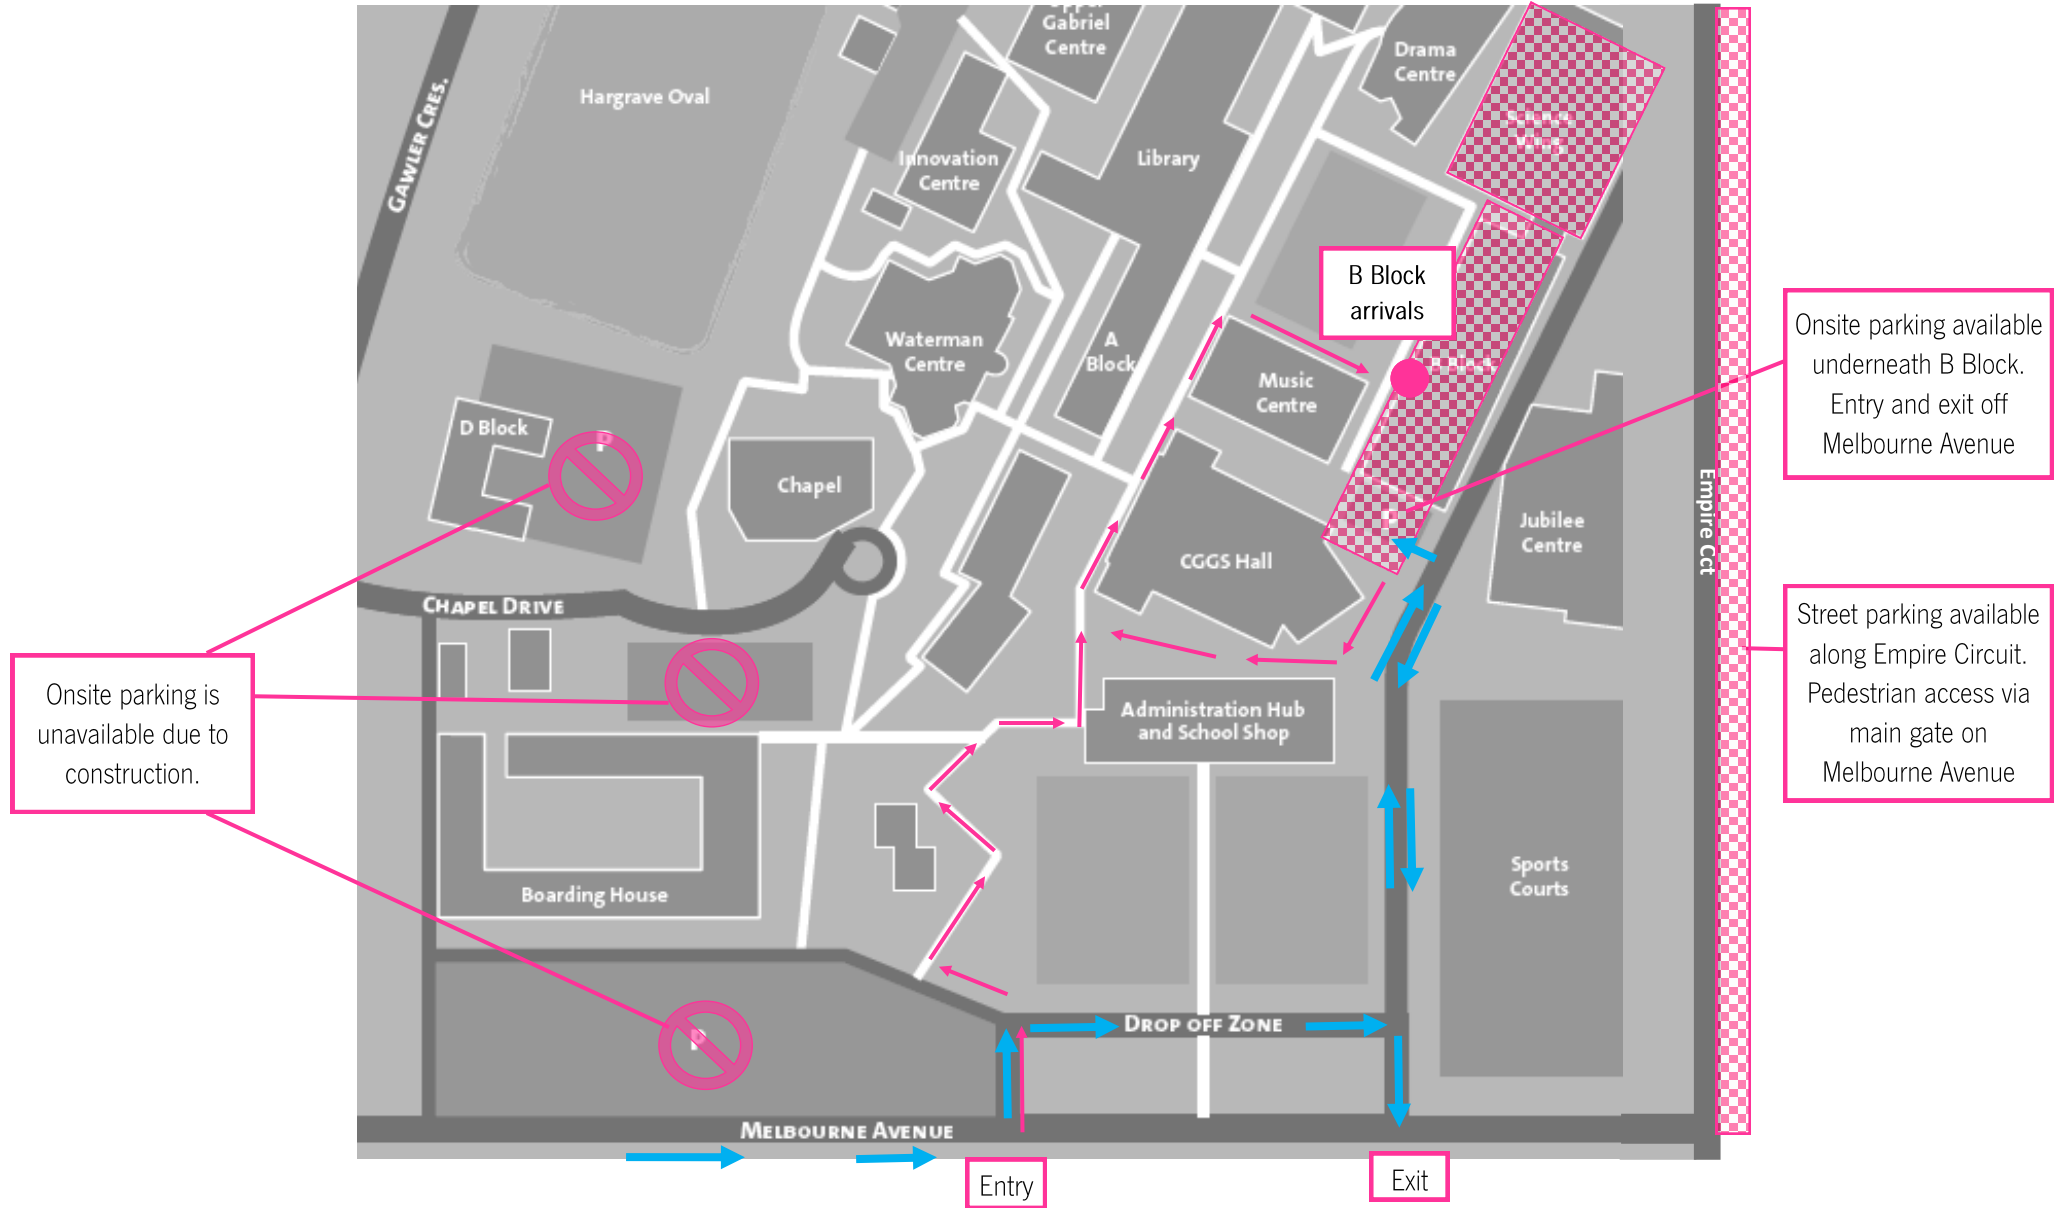 Upper
Gabriel
Centre
Drama
Centre
Hargrave Oval
GAWLER CRES.
Science
Wing
Innovation
Centre
Library
B Block
arrivals
Onsite parking available
underneath B Block.
Entry and exit off
Melbourne Avenue
Waterman
Centre
A
Block
B Block
Music
Centre
D Block
P
Chapel
P
Empire Cct
Jubilee
Centre
CGGS Hall
CHAPEL DRIVE
Street parking available
along Empire Circuit.
Pedestrian access via
main gate on
Melbourne Avenue
Onsite parking is
unavailable due to
construction.
Administration Hub
and School Shop
Boarding House
Sports
Courts
P
DROP OFF ZONE
MELBOURNE AVENUE
Entry
Exit